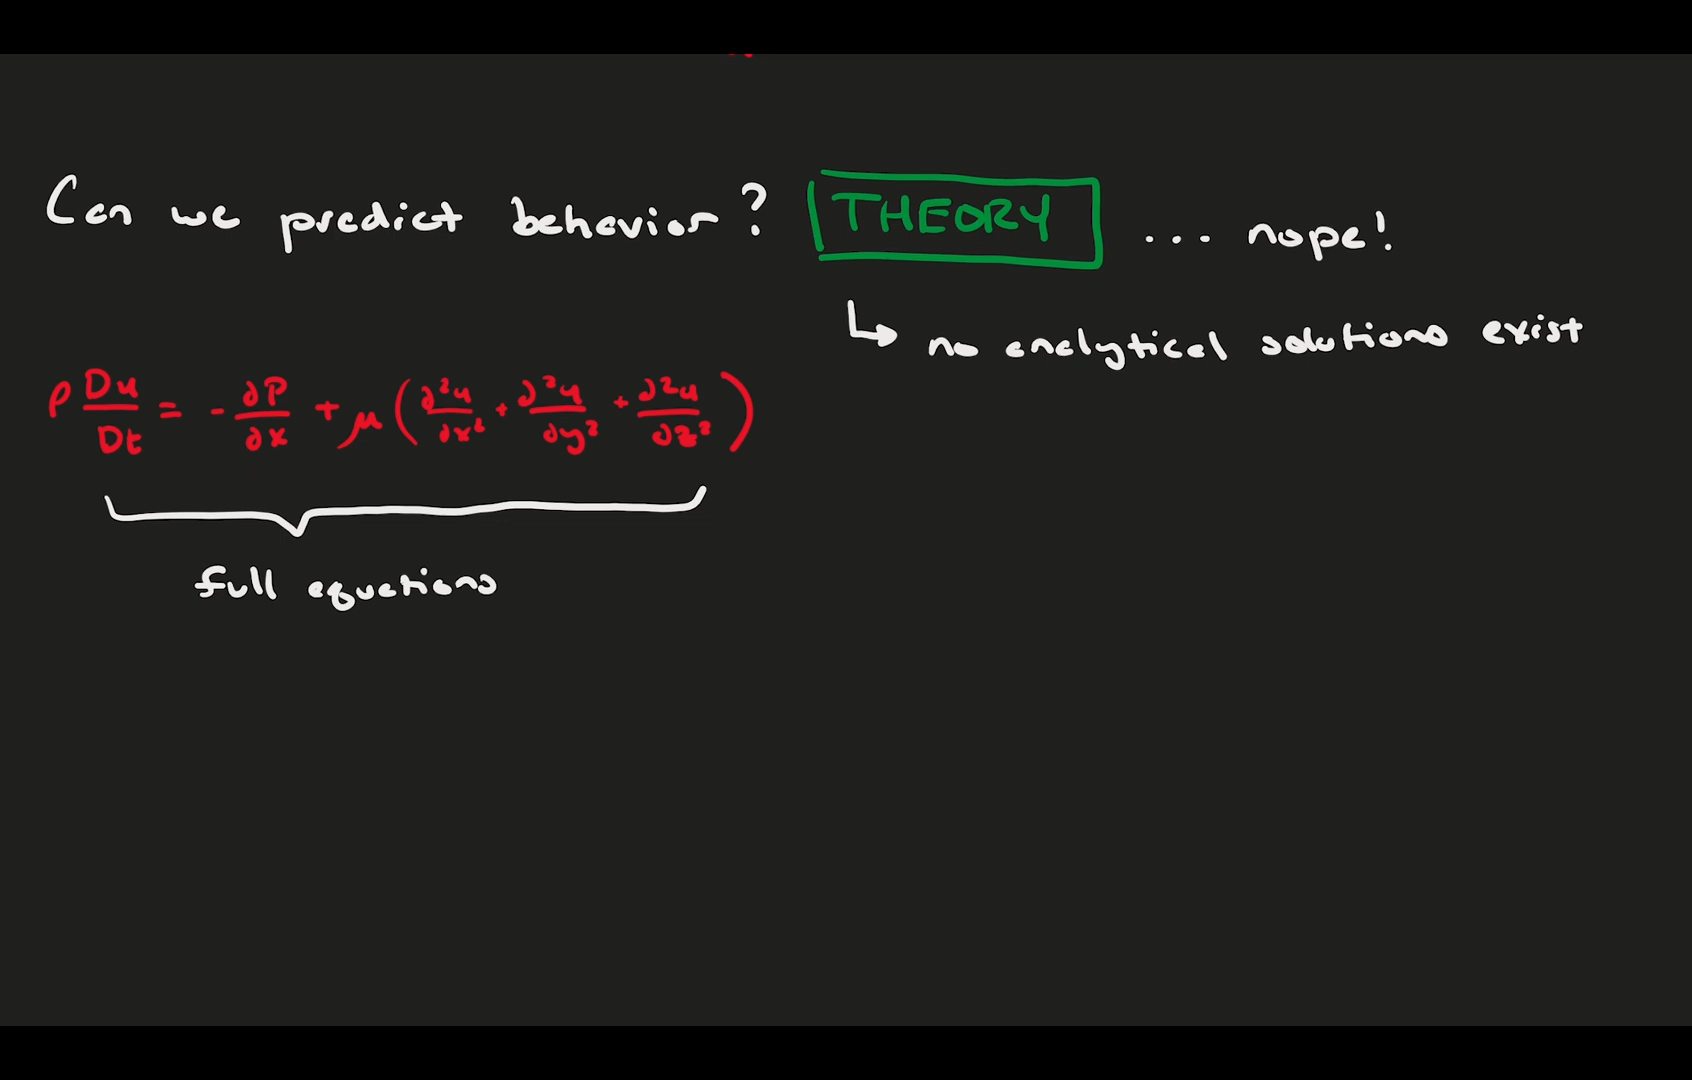 Can we predict behavior? THEORY ... nope!
↳ no analytical solutions exist
ρ Du/Dt = - ∂P/∂x + μ ( ∂²u/∂x² + ∂²u/∂y² + ∂²u/∂z² )
full equations